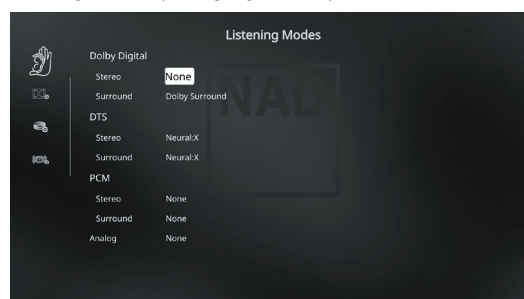 Listening Modes
Dolby Digital
Stereo None
Surround Dolby Surround
DTS
Stereo Neural:X
Surround Neural:X
PCM
Stereo None
Surround None
Analog None
NAD